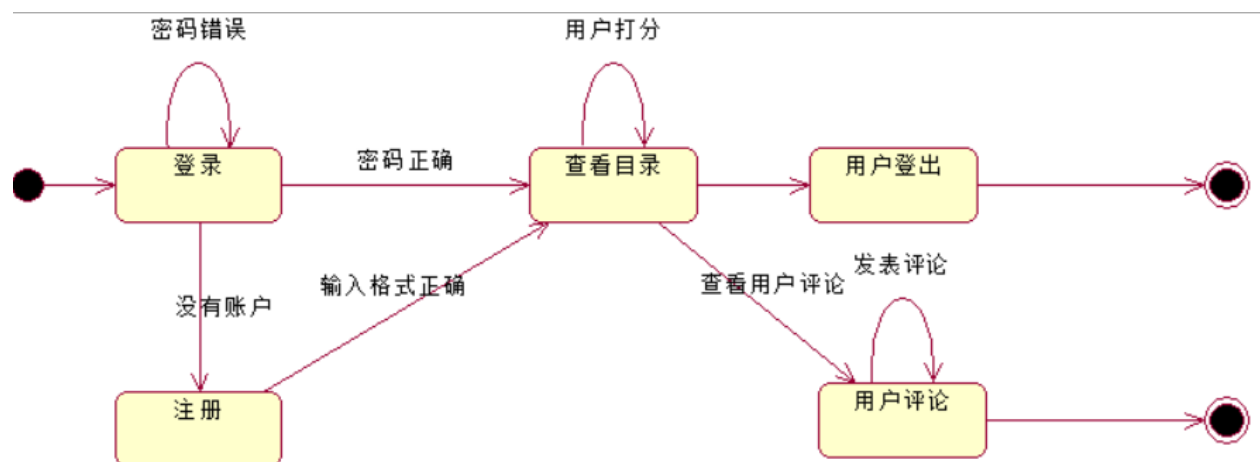 密码错误
用户打分
登录
密码正确
查看目录
用户登出
没有账户
输入格式正确
查看用户评论
发表评论
注册
用户评论